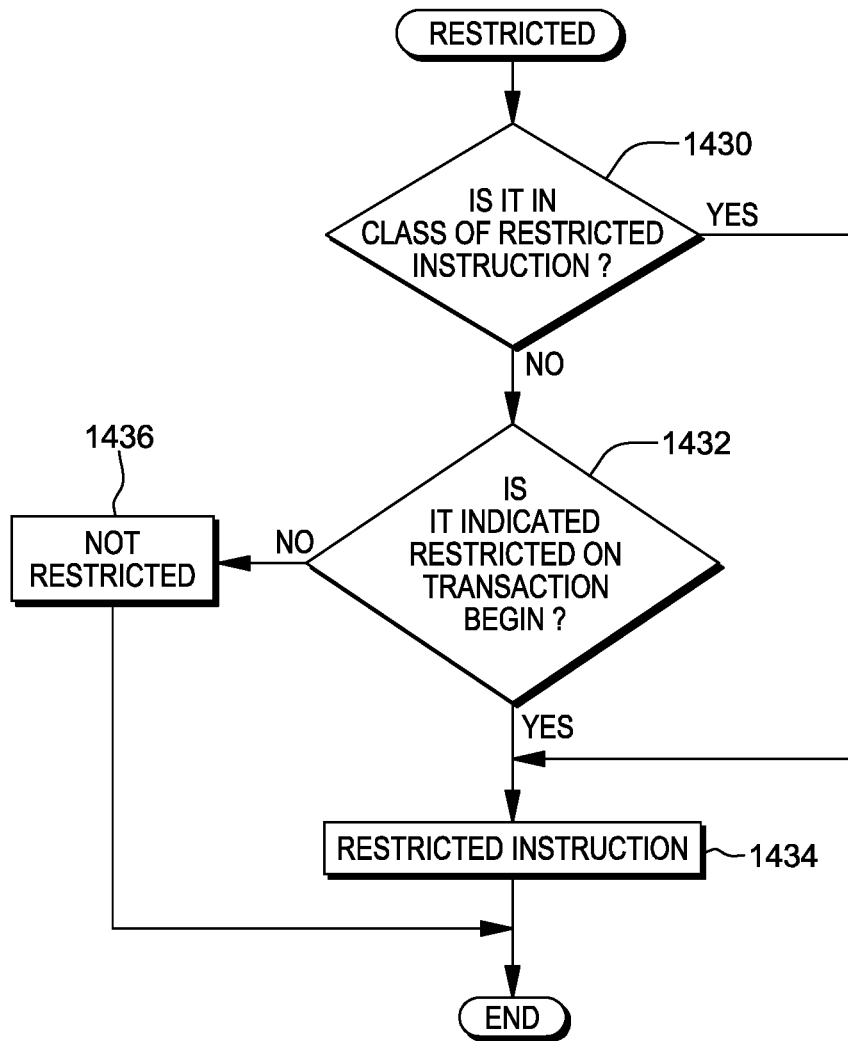 RESTRICTED
1430
IS IT IN
CLASS OF RESTRICTED
INSTRUCTION ?
YES
NO
1432
IS
IT INDICATED
RESTRICTED ON
TRANSACTION
BEGIN ?
1436
NO
NOT
RESTRICTED
YES
RESTRICTED INSTRUCTION
1434
END